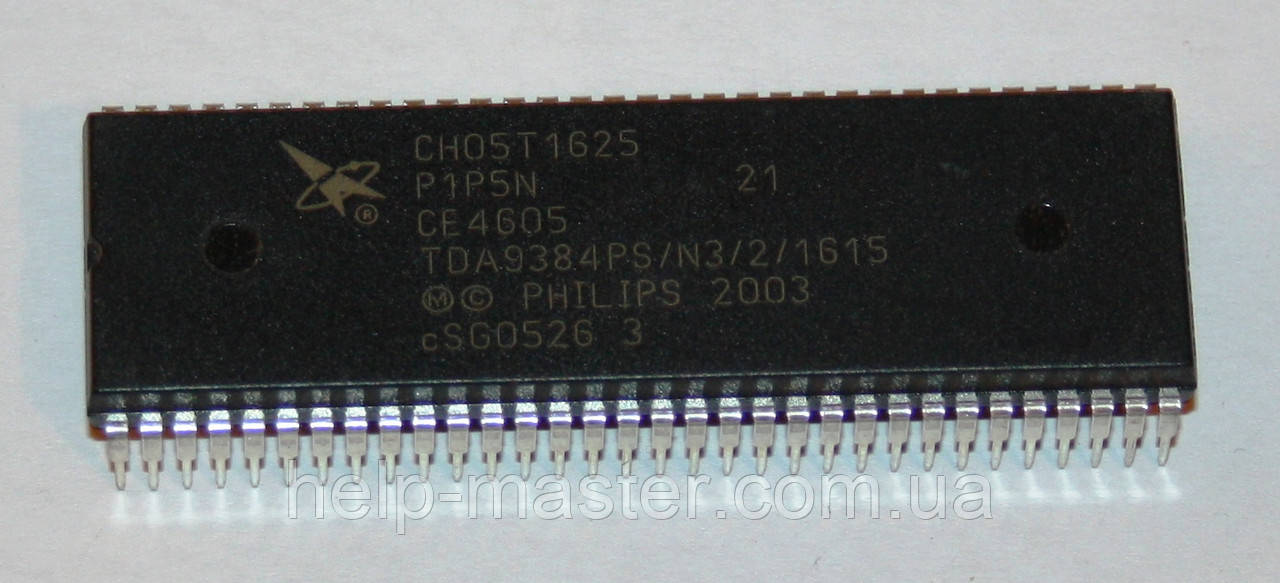 CH05T1625
P1P5N 21
CE4605
TDA9384PS/N3/2/1615
Ⓜ © PHILIPS 2003
cSG0526 3
®
help-master.com.ua